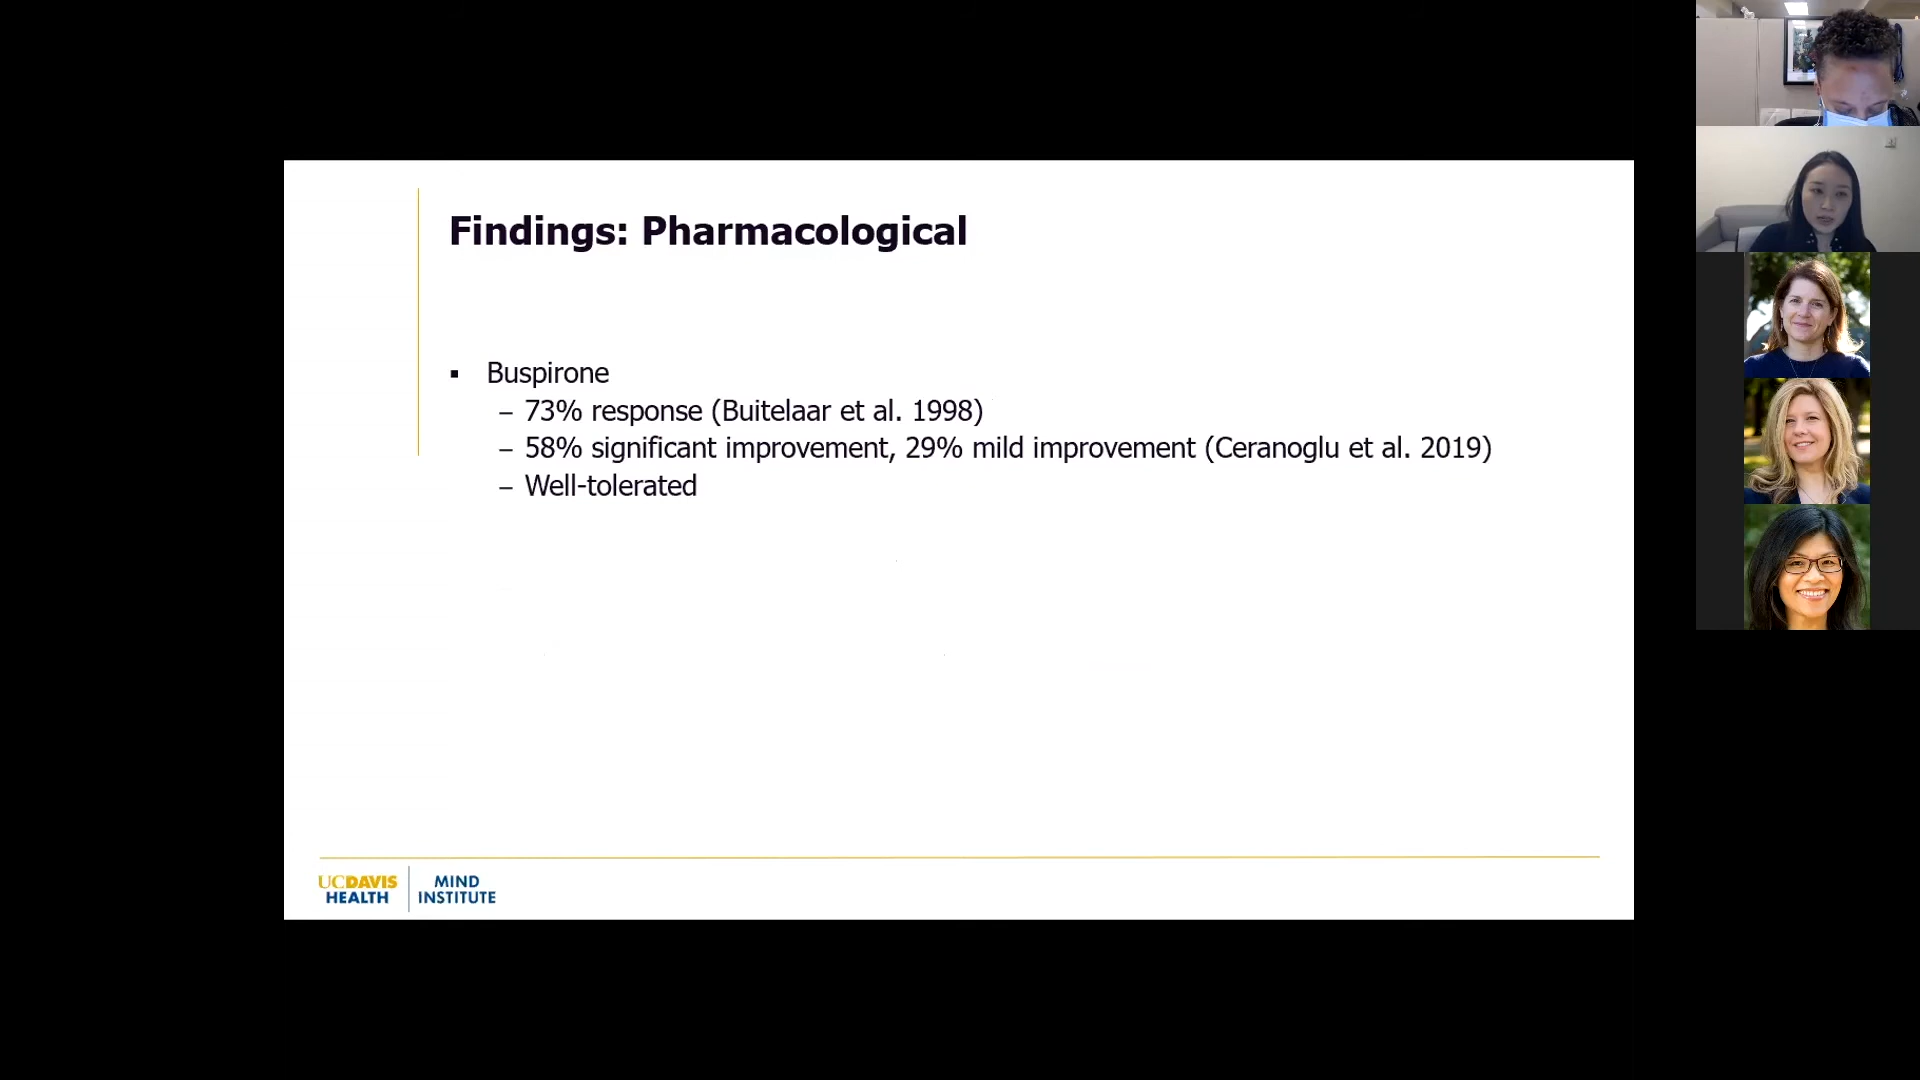 Findings: Pharmacological
▪ Buspirone
– 73% response (Buitelaar et al. 1998)
– 58% significant improvement, 29% mild improvement (Ceranoglu et al. 2019)
– Well-tolerated
UCDAVIS
HEALTH
MIND
INSTITUTE